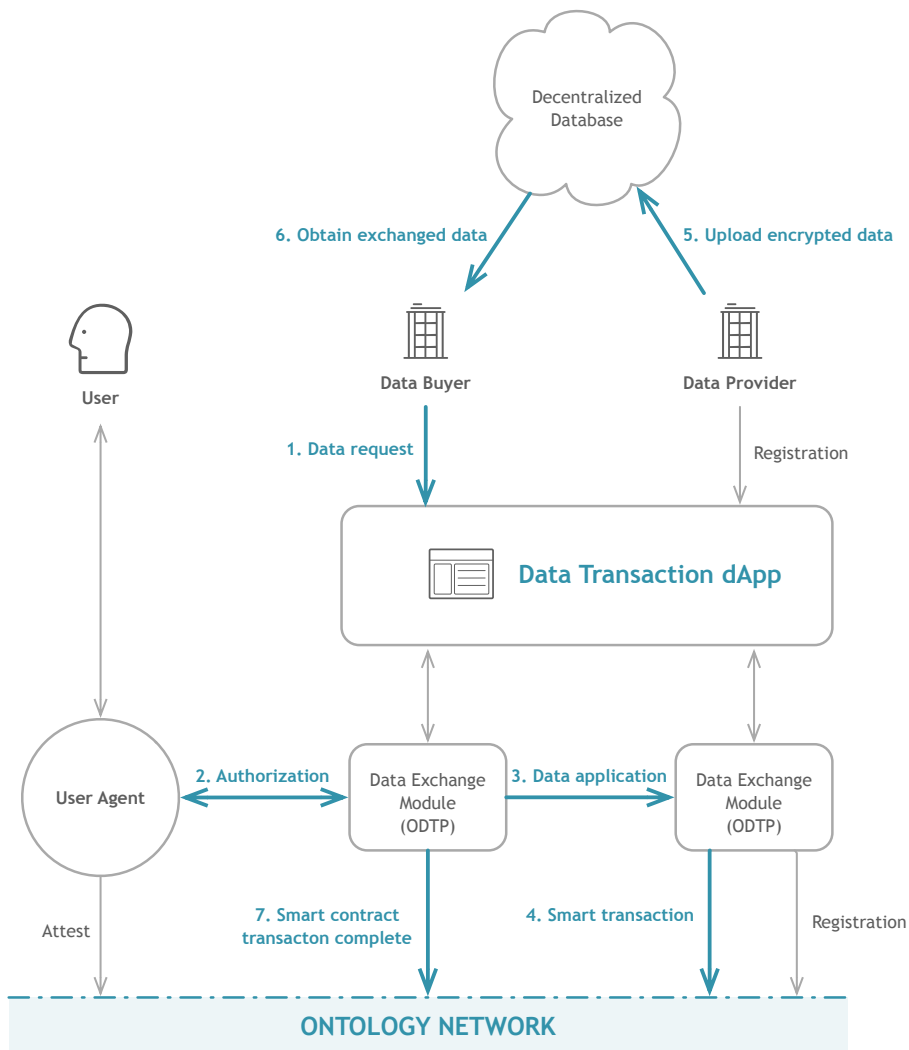 Decentralized
Database
6. Obtain exchanged data
5. Upload encrypted data
User
Data Buyer
Data Provider
1. Data request
Registration
Data Transaction dApp
User Agent
2. Authorization
Data Exchange
Module
(ODTP)
3. Data application
Data Exchange
Module
(ODTP)
Attest
7. Smart contract
transacton complete
4. Smart transaction
Registration
ONTOLOGY NETWORK